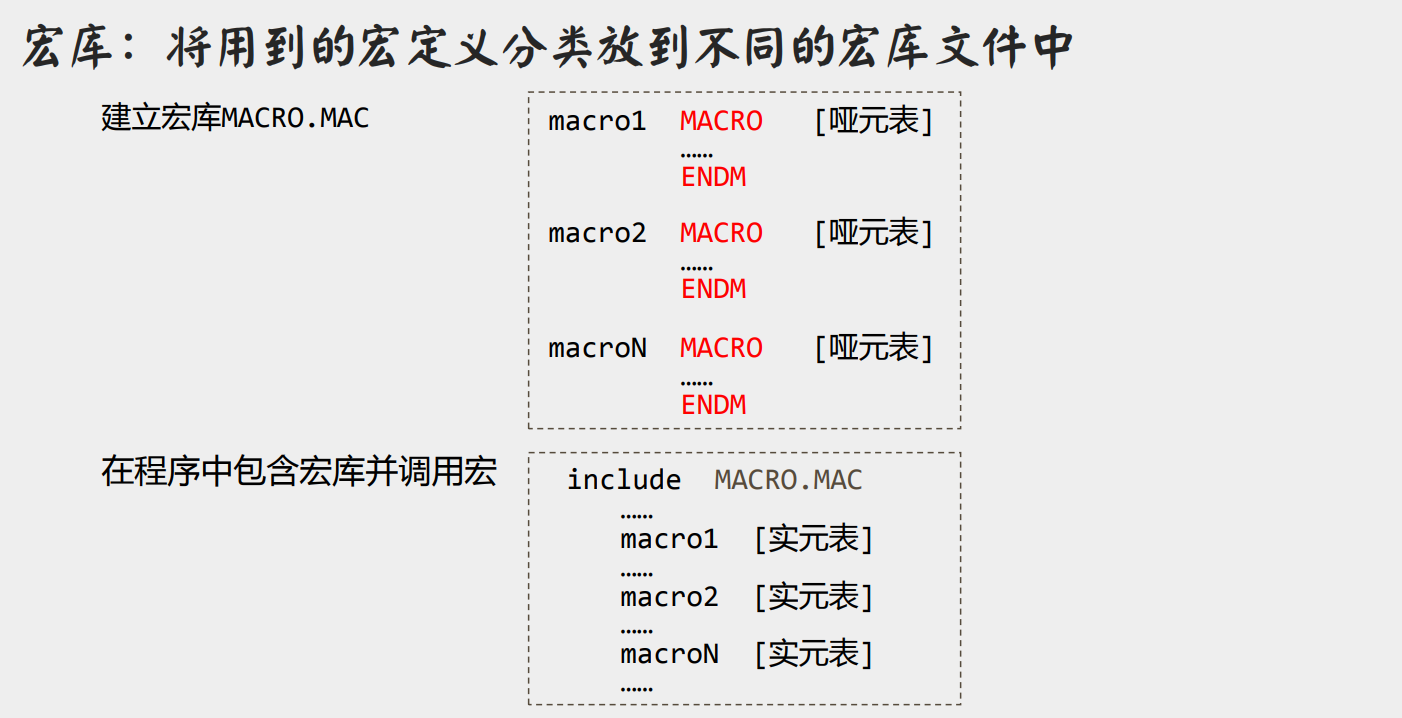 宏库：将用到的宏定义分类放到不同的宏库文件中
建立宏库MACRO.MAC
macro1 MACRO [哑元表]
……
ENDM
macro2 MACRO [哑元表]
……
ENDM
macroN MACRO [哑元表]
……
ENDM
在程序中包含宏库并调用宏
include MACRO.MAC
……
macro1 [实元表]
……
macro2 [实元表]
……
macroN [实元表]
……